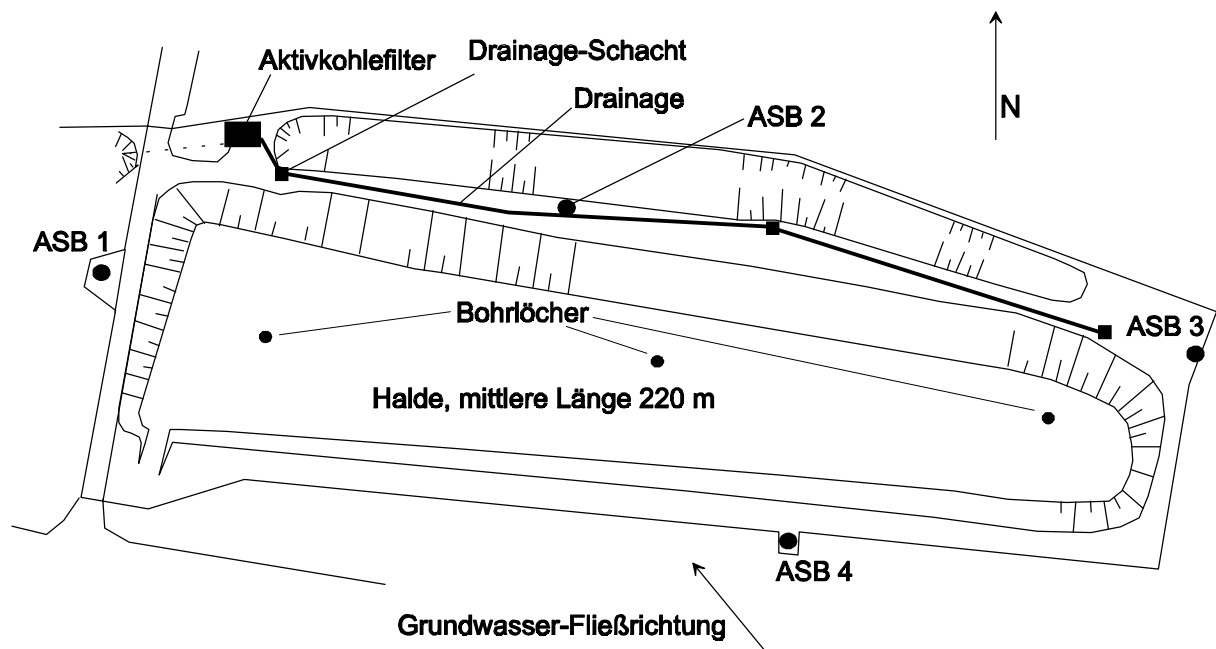 Drainage-Schacht
Aktivkohlefilter
Drainage
ASB 2
N
ASB 1
Bohrlöcher
ASB 3
Halde, mittlere Länge 220 m
ASB 4
Grundwasser-Fließrichtung